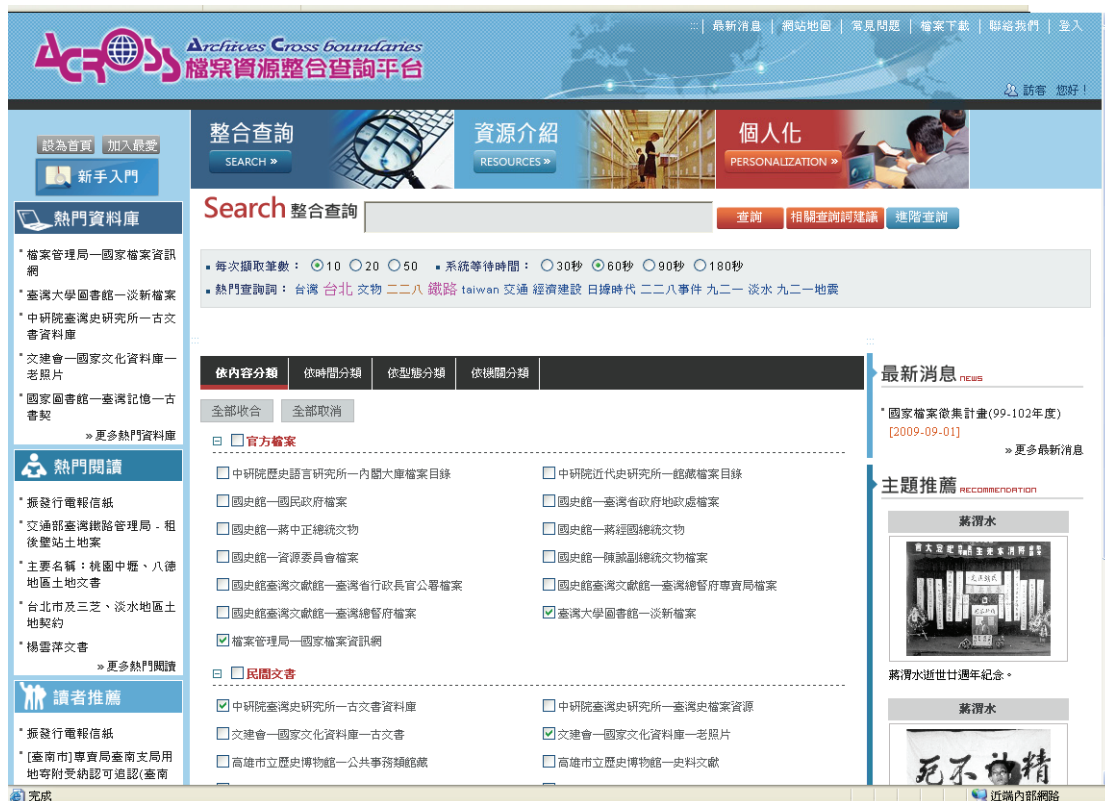 :::| 最新消息 | 網站地圖 | 常見問題 | 檔案下載 | 聯絡我們 | 登入
ACROSS
Archives Cross boundaries
檔案資源整合查詢平台
訪客 您好!
設為首頁 加入最愛
新手入門
整合查詢
SEARCH »
資源介紹
RESOURCES »
個人化
PERSONALIZATION »
熱門資料庫
檔案管理局—國家檔案資訊
網
臺灣大學圖書館—淡新檔案
中研院臺灣史研究所—古文
書資料庫
文建會—國家文化資料庫—
老照片
國家圖書館—臺灣記憶—古
書契
»更多熱門資料庫
熱門閱讀
振發行電報信紙
交通部臺灣鐵路管理局 - 租
後壟站土地案
主要名稱：桃園中壢、八德
地區土地文書
台北市及三芝、淡水地區土
地契約
楊雲萍文書
»更多熱門閱讀
讀者推薦
振發行電報信紙
[臺南市]專賣局臺南支局用
地寄附受納認可追認(臺南
Search 整合查詢
查詢 相關查詢詞建議 進階查詢
每次擷取筆數： 10 20 50 系統等待時間： 30秒 60秒 90秒 180秒
熱門查詢詞： 台灣 台北 文物 二二八 鐵路 taiwan 交通 經濟建設 日據時代 二二八事件 九二一 淡水 九二一地震
依內容分類 依時間分類 依型態分類 依機關分類
全部收合 全部取消
官方檔案
中研院歷史語言研究所—內閣大庫檔案目錄 中研院近代史研究所—館藏檔案目錄
國史館—國民政府檔案 國史館—臺灣省政府地政處檔案
國史館—蔣中正總統文物 國史館—蔣經國總統文物
國史館—資源委員會檔案 國史館—陳誠副總統文物檔案
國史館臺灣文獻館—臺灣省行政長官公署檔案 國史館臺灣文獻館—臺灣總督府專賣局檔案
國史館臺灣文獻館—臺灣總督府檔案 臺灣大學圖書館—淡新檔案
檔案管理局—國家檔案資訊網
民間文書
中研院臺灣史研究所—古文書資料庫 中研院臺灣史研究所—臺灣史檔案資源
文建會—國家文化資料庫—古文書 文建會—國家文化資料庫—老照片
高雄市立歷史博物館—公共事務類館藏 高雄市立歷史博物館—史料文獻
最新消息 NEWS
國家檔案徵集計畫(99-102年度)
[2009-09-01]
»更多最新消息
主題推薦 RECOMMENDATION
蔣渭水
蔣渭水逝世廿週年紀念。
蔣渭水
死不神精
完成
近端內部網路